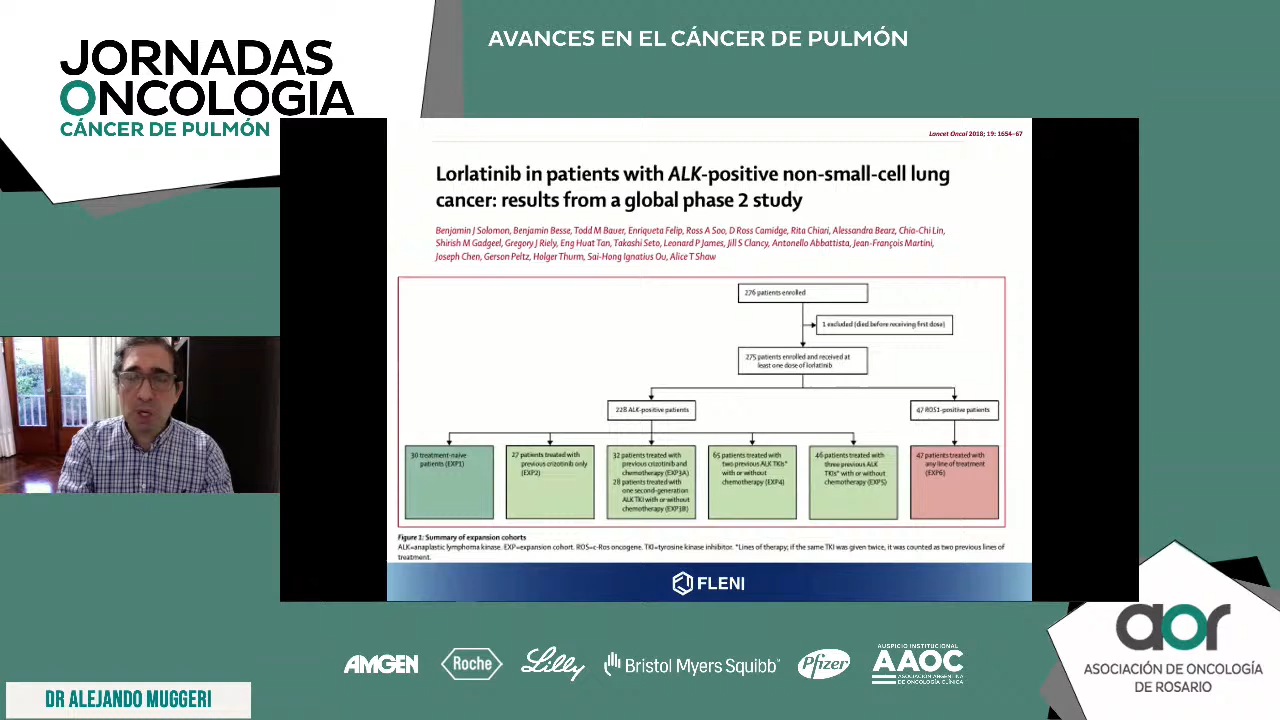 JORNADAS
ONCOLOGIA
CÁNCER DE PULMÓN
AVANCES EN EL CÁNCER DE PULMÓN
Lancet Oncol 2018; 19: 1654–67
Lorlatinib in patients with ALK-positive non-small-cell lung
cancer: results from a global phase 2 study
Benjamin J Solomon, Benjamin Besse, Todd M Bauer, Enriqueta Felip, Ross A Soo, D Ross Camidge, Rita Chiari, Alessandra Bearz, Chia-Chi Lin,
Shirish M Gadgeel, Gregory J Riely, Eng Huat Tan, Takashi Seto, Leonard P James, Jill S Clancy, Antonello Abbattista, Jean-François Martini,
Joseph Chen, Gerson Peltz, Holger Thurm, Sai-Hong Ignatius Ou, Alice T Shaw
276 patients enrolled
1 excluded (died before receiving first dose)
275 patients enrolled and received at
least one dose of lorlatinib
228 ALK-positive patients
47 ROS1-positive patients
30 treatment-naive
patients (EXP1)
27 patients treated with
previous crizotinib only
(EXP2)
32 patients treated with
previous crizotinib and
chemotherapy (EXP3A)
28 patients treated with
one second-generation
ALK TKI with or without
chemotherapy (EXP3B)
65 patients treated with
two previous ALK TKIs*
with or without
chemotherapy (EXP4)
46 patients treated with
three previous ALK
TKIs* with or without
chemotherapy (EXP5)
47 patients treated with
any line of treatment
(EXP6)
Figure 1: Summary of expansion cohorts
ALK=anaplastic lymphoma kinase. EXP=expansion cohort. ROS=c-Ros oncogene. TKI=tyrosine kinase inhibitor. *Lines of therapy; if the same TKI was given twice, it was counted as two previous lines of
treatment.
FLENI
AMGEN
Roche
Lilly
Bristol Myers Squibb
Pfizer
AUSPICIO INSTITUCIONAL
AAOC
ASOCIACIÓN ARGENTINA
DE ONCOLOGÍA CLÍNICA
aor
ASOCIACIÓN DE ONCOLOGÍA
DE ROSARIO
DR ALEJANDO MUGGERI